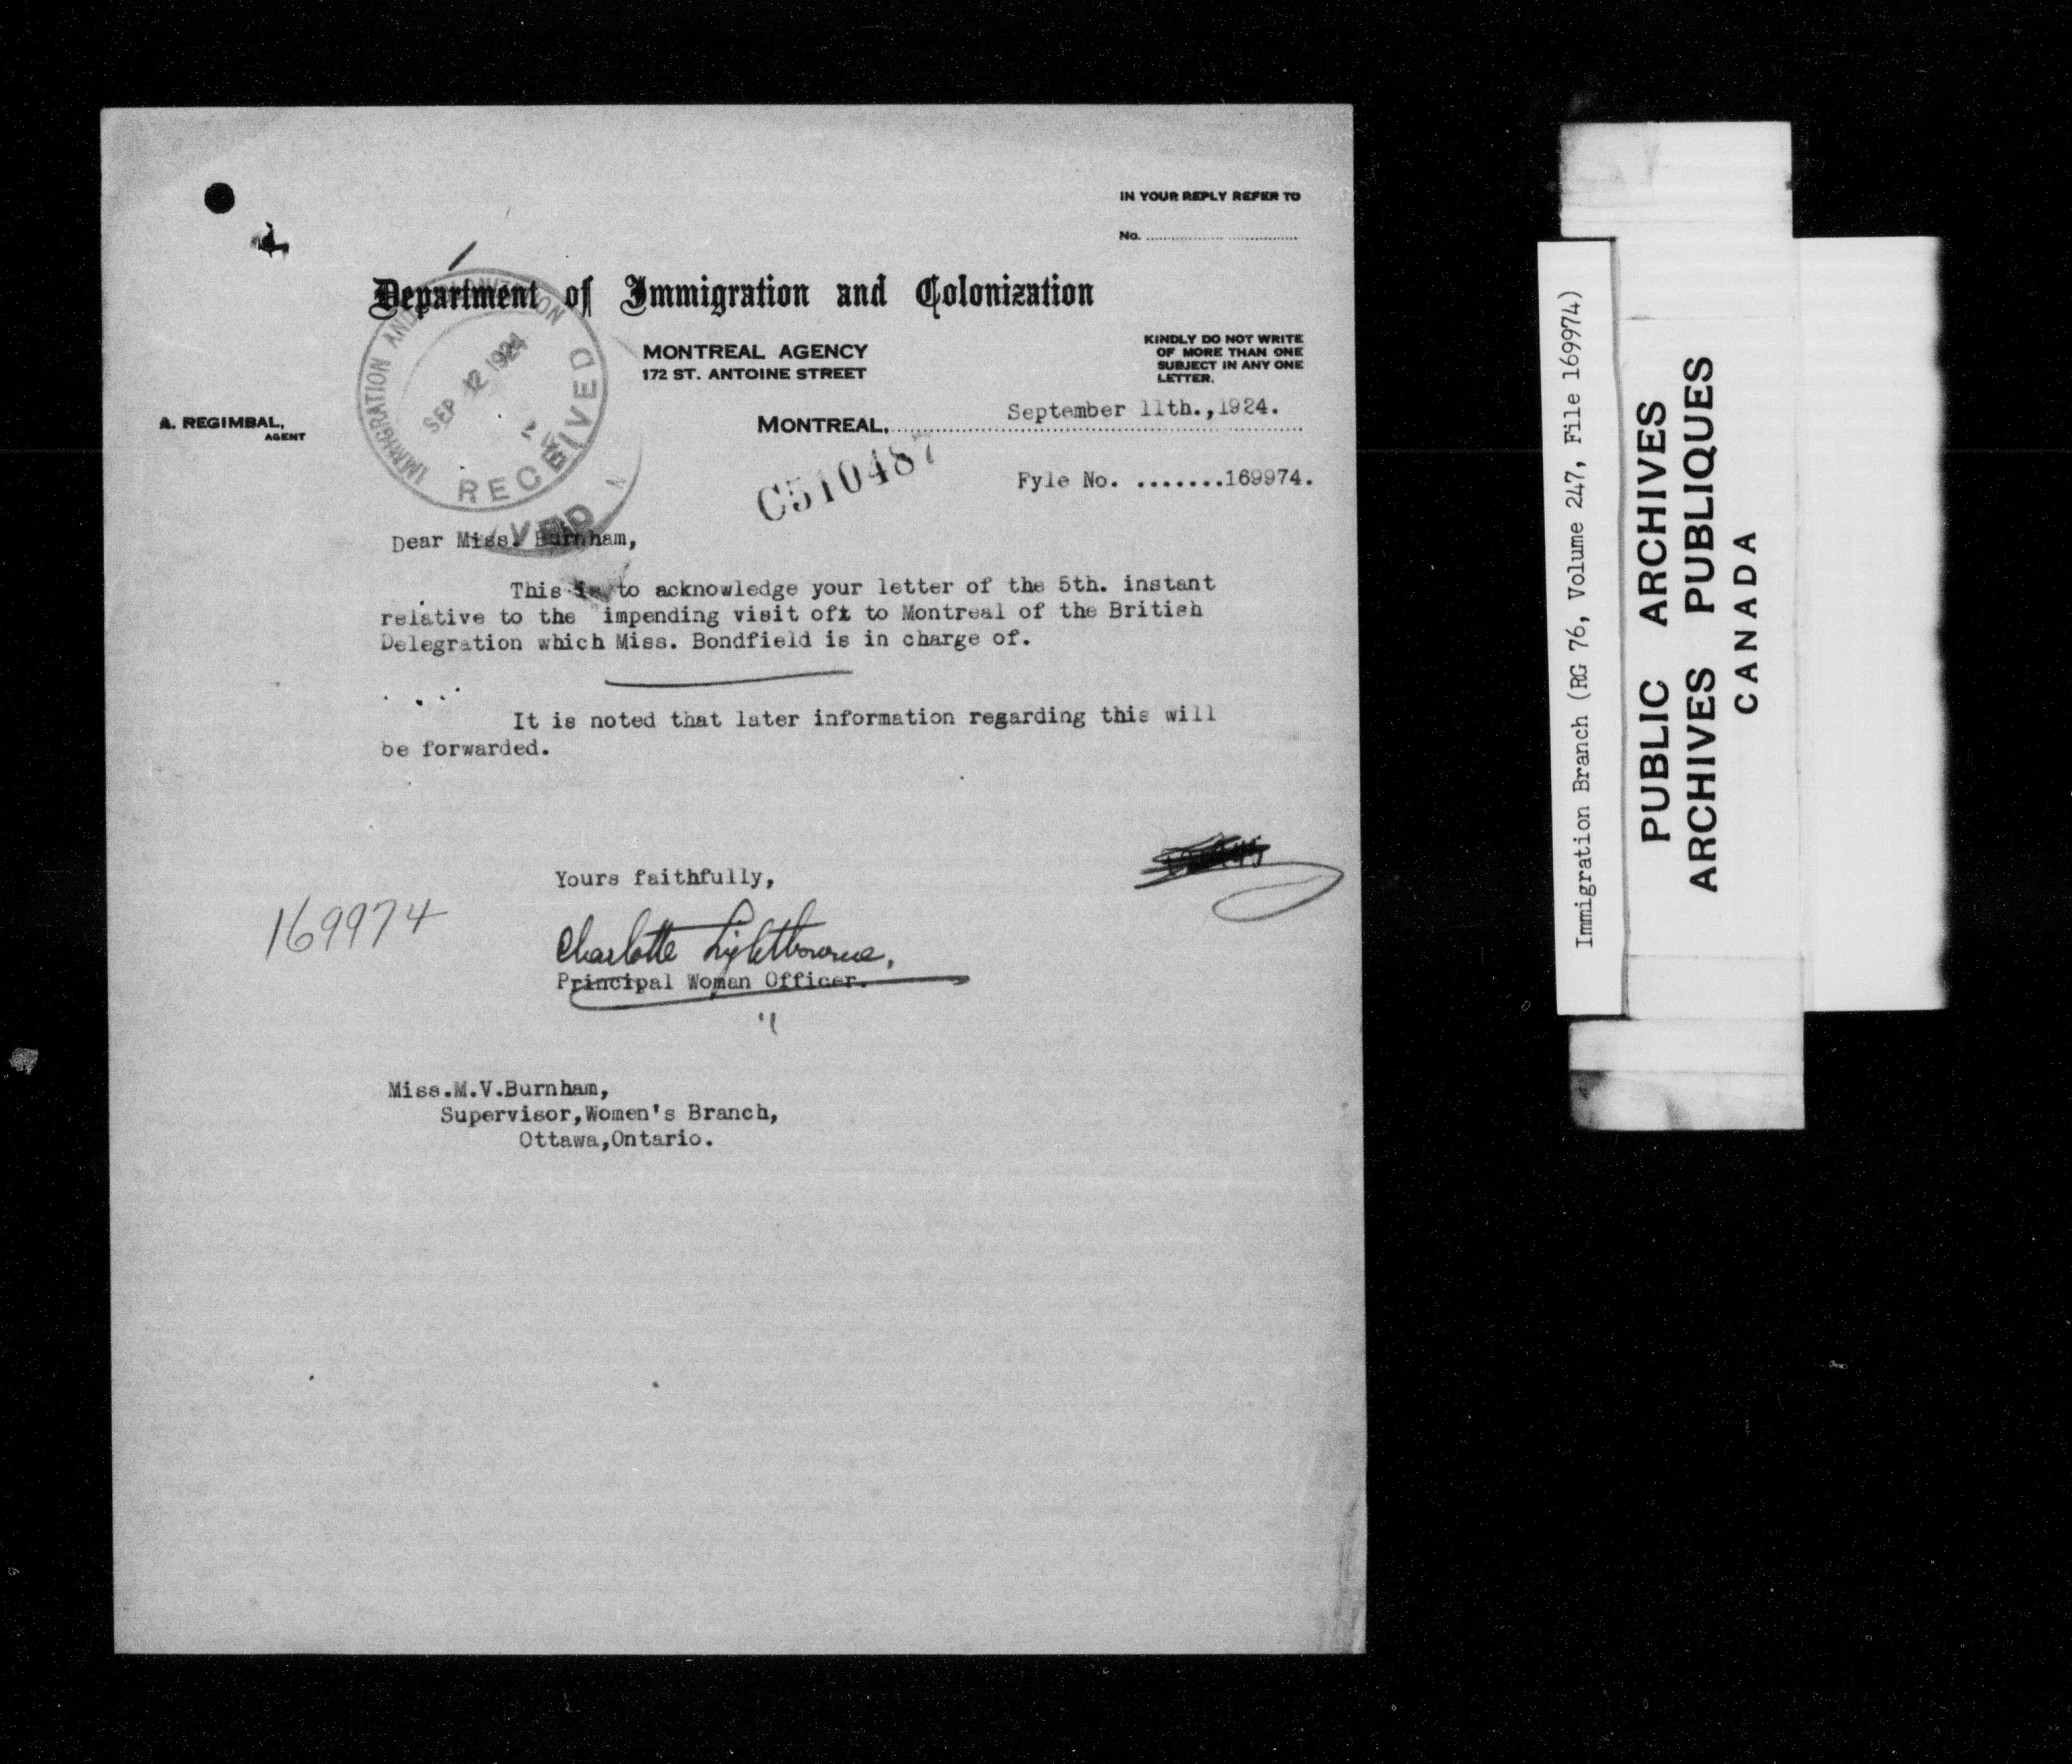 IN YOUR REPLY REFER TO
No. ....................
Department of Immigration and Colonization
MONTREAL AGENCY
172 ST. ANTOINE STREET
KINDLY DO NOT WRITE
OF MORE THAN ONE
SUBJECT IN ANY ONE
LETTER.
A. REGIMBAL,
AGENT
IMMIGRATION AND COLONIZATION
SEP 12 1924
RECEIVED
MONTREAL, September 11th.,1924.
C510487
Fyle No. .......169974.
Dear Miss. Burnham,
This is to acknowledge your letter of the 5th. instant
relative to the impending visit oft to Montreal of the British
Delegration which Miss. Bondfield is in charge of.
It is noted that later information regarding this will
be forwarded.
Yours faithfully,
169974
Charlotte Lightbourne,
Principal Woman Officer.
Miss.M.V.Burnham,
Supervisor,Women's Branch,
Ottawa,Ontario.
Immigration Branch (RG 76, Volume 247, File 169974)
PUBLIC ARCHIVES
ARCHIVES PUBLIQUES
CANADA